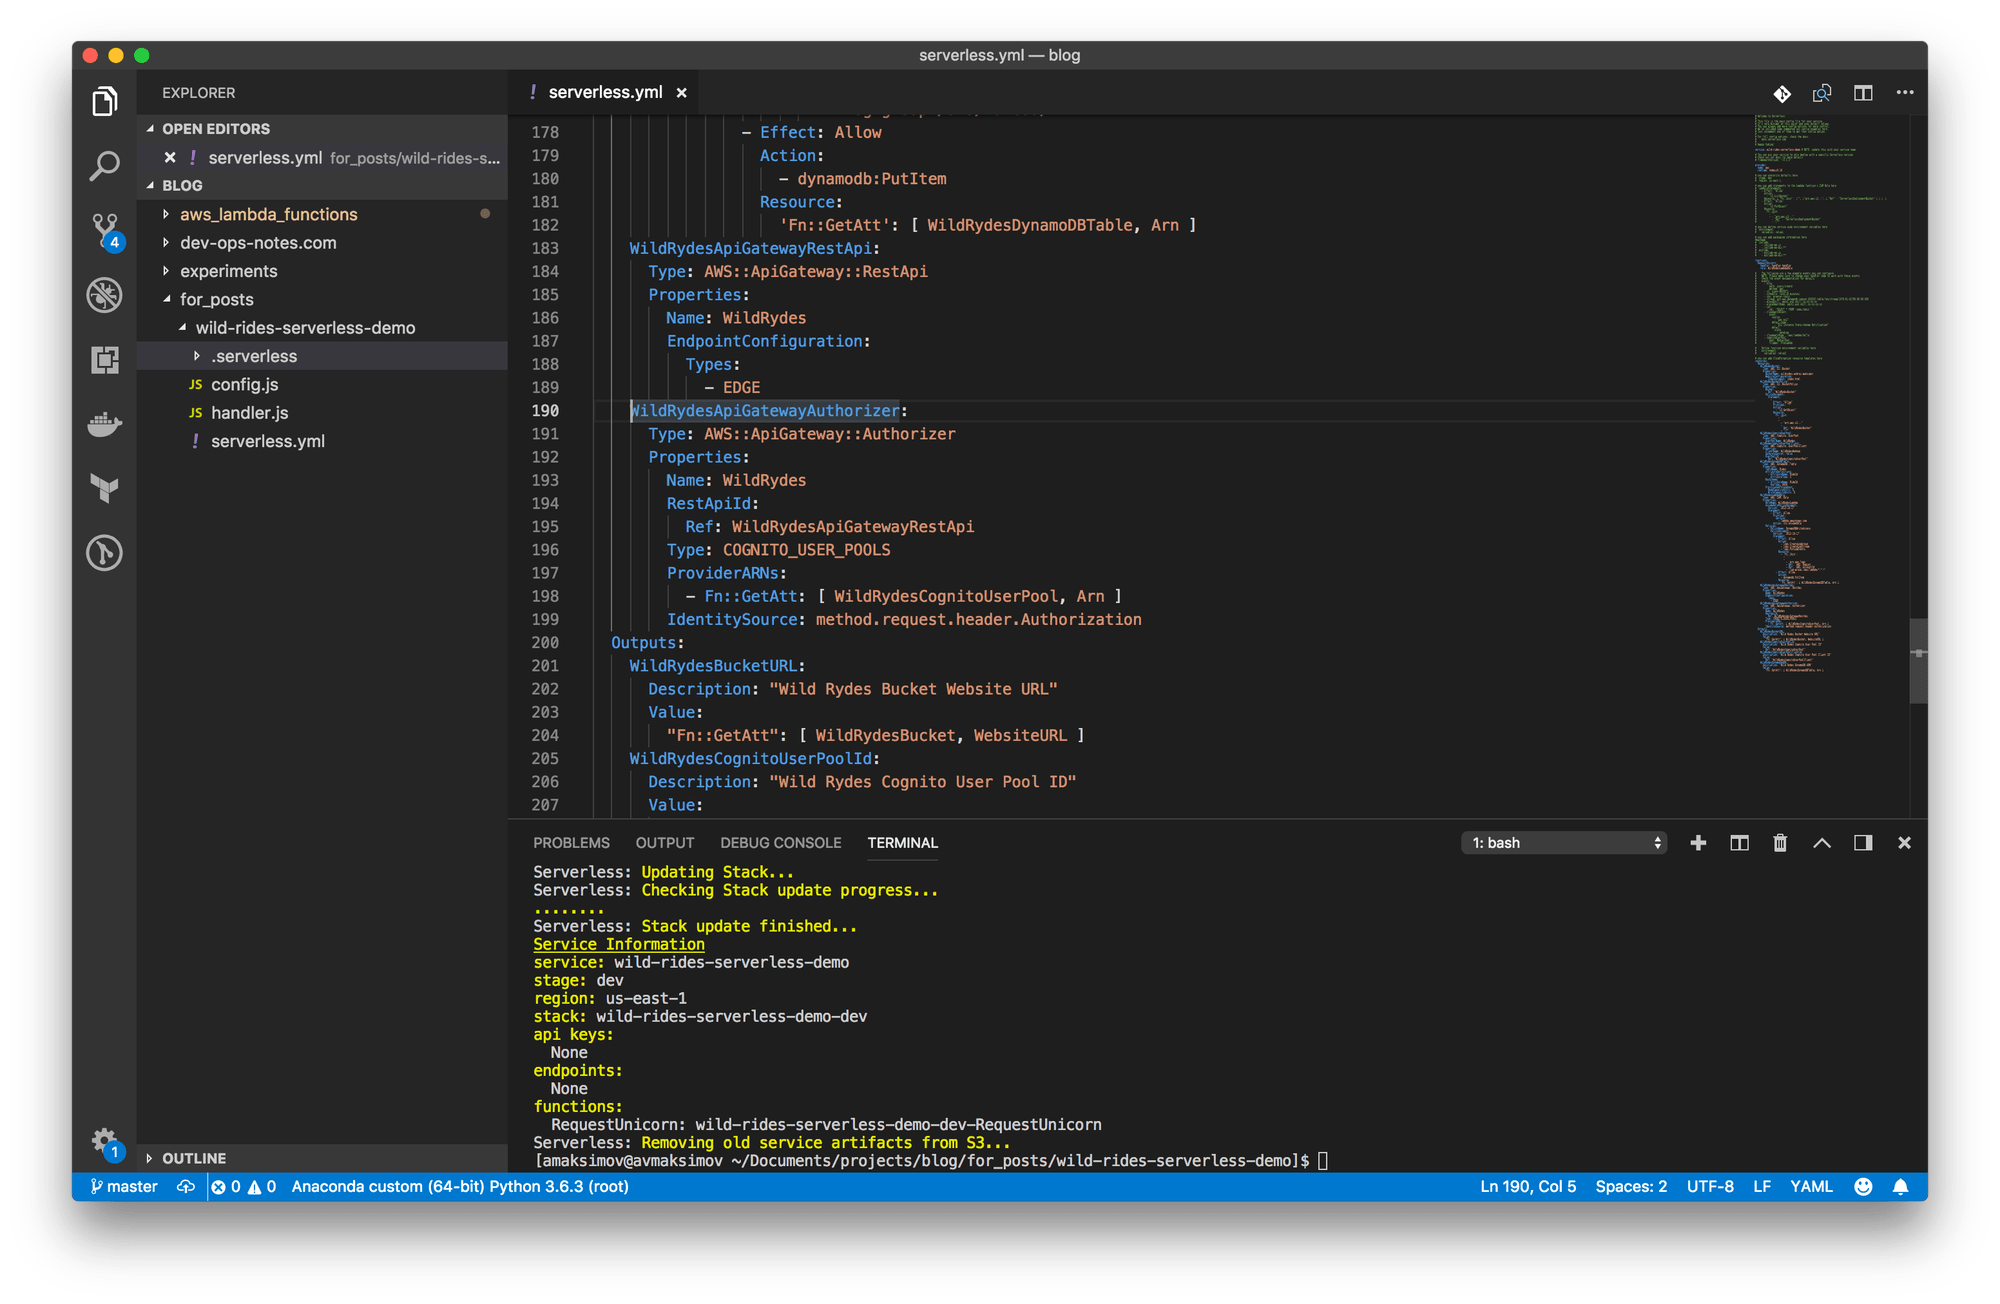 serverless.yml — blog
EXPLORER
OPEN EDITORS
serverless.yml for_posts/wild-rides-s...
BLOG
aws_lambda_functions
dev-ops-notes.com
experiments
for_posts
wild-rides-serverless-demo
.serverless
JS config.js
JS handler.js
! serverless.yml
OUTLINE
4
1
! serverless.yml
178 - Effect: Allow
179 Action:
180 - dynamodb:PutItem
181 Resource:
182 'Fn::GetAtt': [ WildRydesDynamoDBTable, Arn ]
183 WildRydesApiGatewayRestApi:
184 Type: AWS::ApiGateway::RestApi
185 Properties:
186 Name: WildRydes
187 EndpointConfiguration:
188 Types:
189 - EDGE
190 WildRydesApiGatewayAuthorizer:
191 Type: AWS::ApiGateway::Authorizer
192 Properties:
193 Name: WildRydes
194 RestApiId:
195 Ref: WildRydesApiGatewayRestApi
196 Type: COGNITO_USER_POOLS
197 ProviderARNs:
198 - Fn::GetAtt: [ WildRydesCognitoUserPool, Arn ]
199 IdentitySource: method.request.header.Authorization
200 Outputs:
201 WildRydesBucketURL:
202 Description: "Wild Rydes Bucket Website URL"
203 Value:
204 "Fn::GetAtt": [ WildRydesBucket, WebsiteURL ]
205 WildRydesCognitoUserPoolId:
206 Description: "Wild Rydes Cognito User Pool ID"
207 Value:
PROBLEMS OUTPUT DEBUG CONSOLE TERMINAL 1: bash
Serverless: Updating Stack...
Serverless: Checking Stack update progress...
........
Serverless: Stack update finished...
Service Information
service: wild-rides-serverless-demo
stage: dev
region: us-east-1
stack: wild-rides-serverless-demo-dev
api keys:
None
endpoints:
None
functions:
RequestUnicorn: wild-rides-serverless-demo-dev-RequestUnicorn
Serverless: Removing old service artifacts from S3...
[amaksimov@avmaksimov ~/Documents/projects/blog/for_posts/wild-rides-serverless-demo]$
master 0 0 Anaconda custom (64-bit) Python 3.6.3 (root) Ln 190, Col 5 Spaces: 2 UTF-8 LF YAML